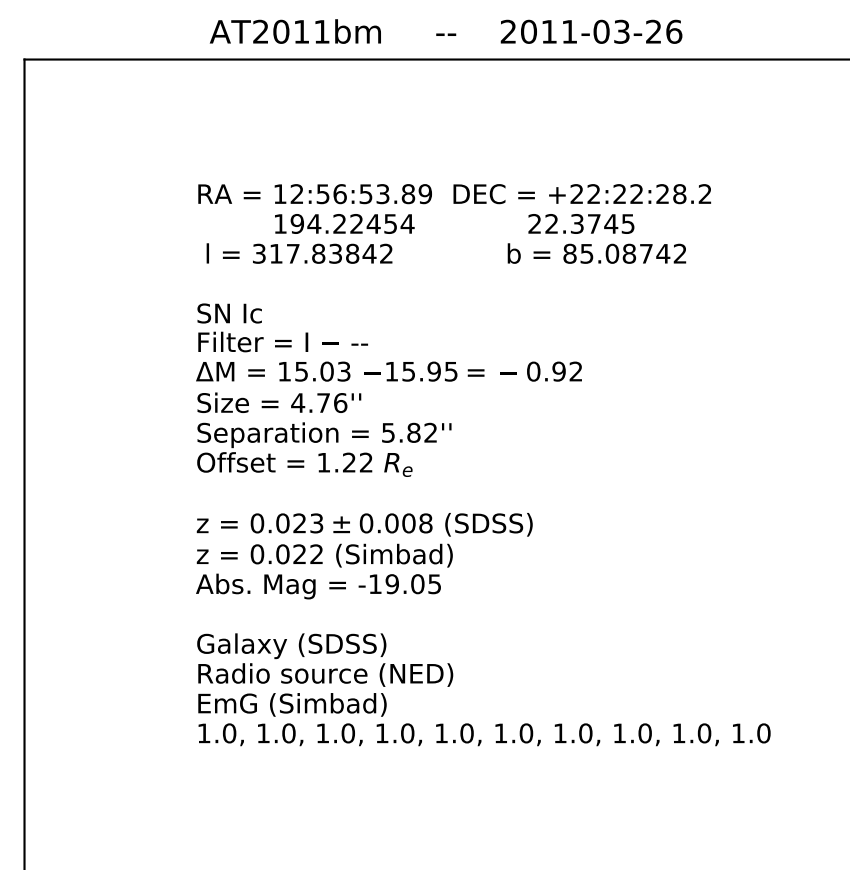 AT2011bm -- 2011-03-26
RA = 12:56:53.89 DEC = +22:22:28.2
194.22454 22.3745
l = 317.83842 b = 85.08742
SN Ic
Filter = I − --
ΔM = 15.03 −15.95 = − 0.92
Size = 4.76''
Separation = 5.82''
Offset = 1.22 Rₑ
z = 0.023 ± 0.008 (SDSS)
z = 0.022 (Simbad)
Abs. Mag = -19.05
Galaxy (SDSS)
Radio source (NED)
EmG (Simbad)
1.0, 1.0, 1.0, 1.0, 1.0, 1.0, 1.0, 1.0, 1.0, 1.0